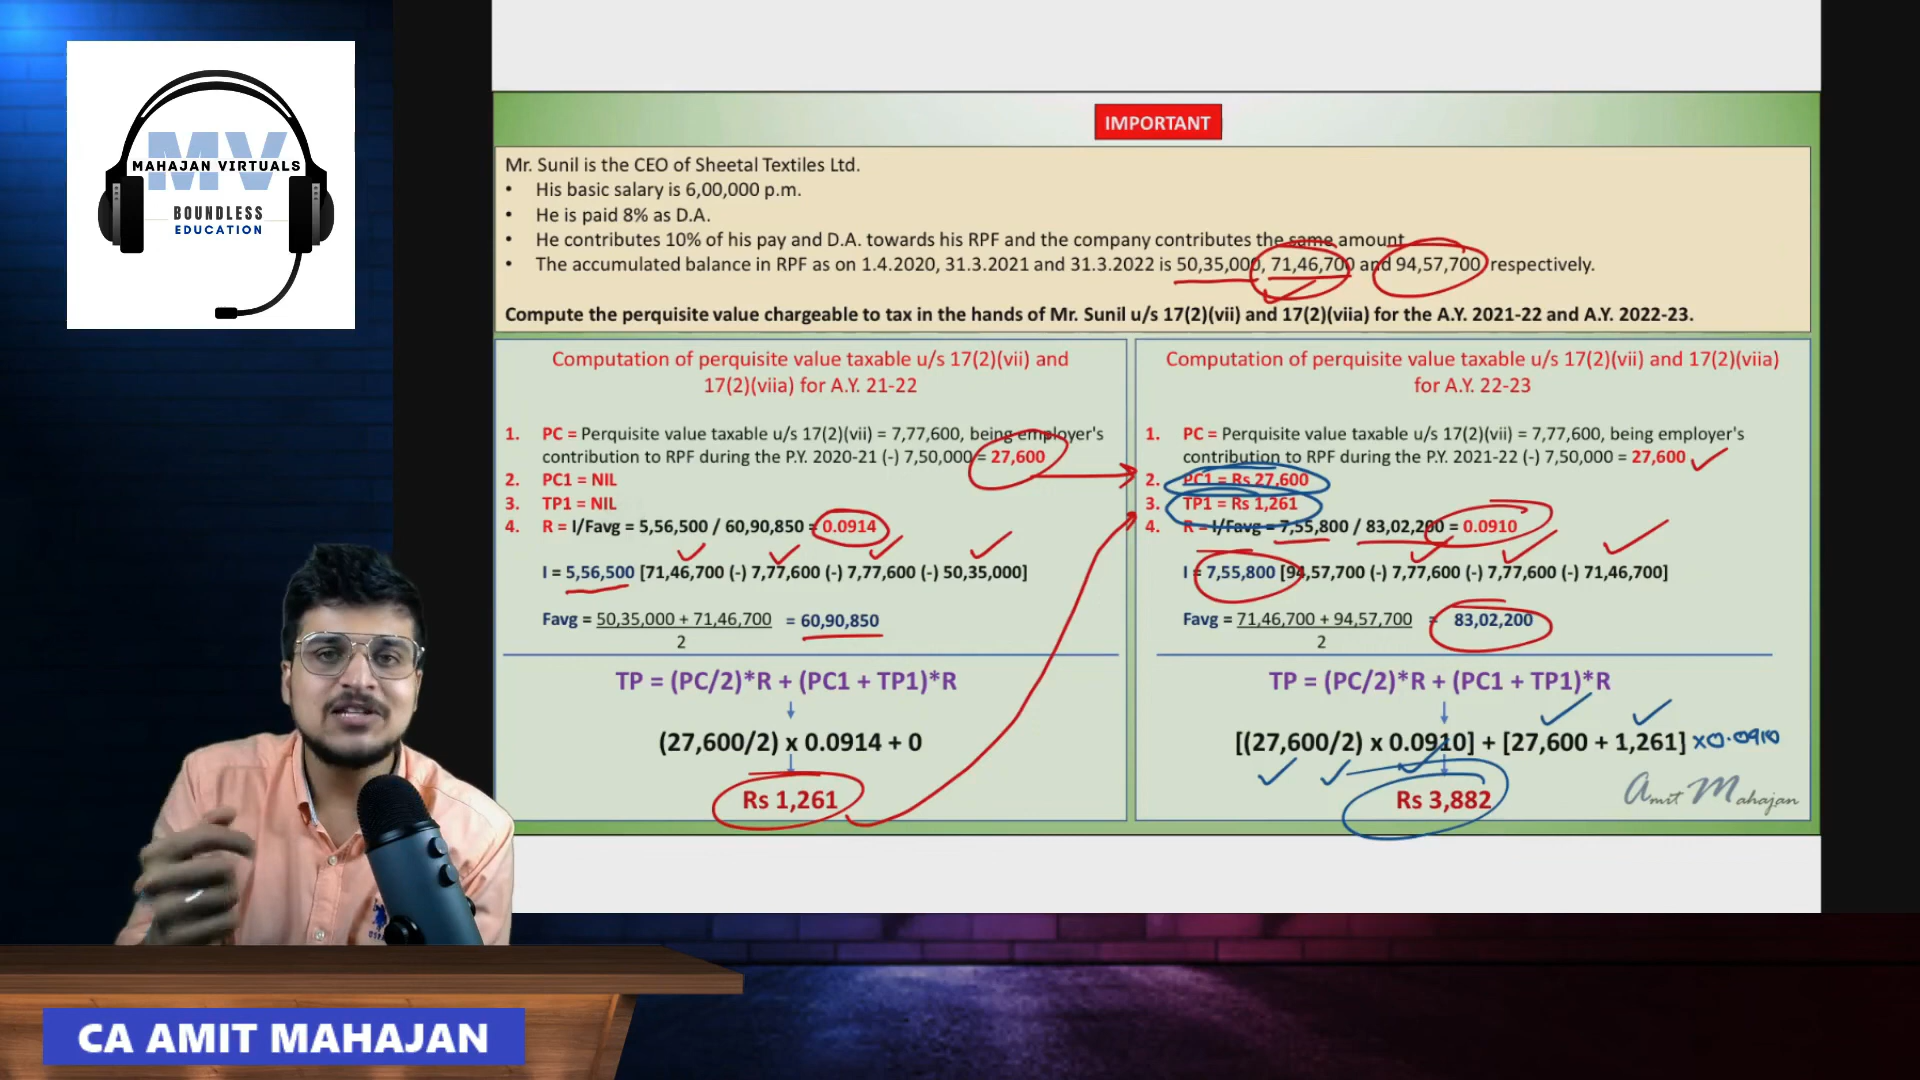 MV
MAHAJAN VIRTUALS
BOUNDLESS
EDUCATION
IMPORTANT
Mr. Sunil is the CEO of Sheetal Textiles Ltd.
• His basic salary is 6,00,000 p.m.
• He is paid 8% as D.A.
• He contributes 10% of his pay and D.A. towards his RPF and the company contributes the same amount
• The accumulated balance in RPF as on 1.4.2020, 31.3.2021 and 31.3.2022 is 50,35,000, 71,46,700 and 94,57,700 respectively.
Compute the perquisite value chargeable to tax in the hands of Mr. Sunil u/s 17(2)(vii) and 17(2)(viia) for the A.Y. 2021-22 and A.Y. 2022-23.
Computation of perquisite value taxable u/s 17(2)(vii) and
17(2)(viia) for A.Y. 21-22
1. PC = Perquisite value taxable u/s 17(2)(vii) = 7,77,600, being employer's
contribution to RPF during the P.Y. 2020-21 (-) 7,50,000 = 27,600
2. PC1 = NIL
3. TP1 = NIL
4. R = I/Favg = 5,56,500 / 60,90,850 = 0.0914
I = 5,56,500 [71,46,700 (-) 7,77,600 (-) 7,77,600 (-) 50,35,000]
Favg = 50,35,000 + 71,46,700 = 60,90,850
2
TP = (PC/2)*R + (PC1 + TP1)*R
(27,600/2) x 0.0914 + 0
Rs 1,261
Computation of perquisite value taxable u/s 17(2)(vii) and 17(2)(viia)
for A.Y. 22-23
1. PC = Perquisite value taxable u/s 17(2)(vii) = 7,77,600, being employer's
contribution to RPF during the P.Y. 2021-22 (-) 7,50,000 = 27,600
2. PC1 = Rs 27,600
3. TP1 = Rs 1,261
4. R = I/Favg = 7,55,800 / 83,02,200 = 0.0910
I = 7,55,800 [94,57,700 (-) 7,77,600 (-) 7,77,600 (-) 71,46,700]
Favg = 71,46,700 + 94,57,700 = 83,02,200
2
TP = (PC/2)*R + (PC1 + TP1)*R
[(27,600/2) x 0.0910] + [27,600 + 1,261] x0.0910
Rs 3,882
Amit Mahajan
CA AMIT MAHAJAN